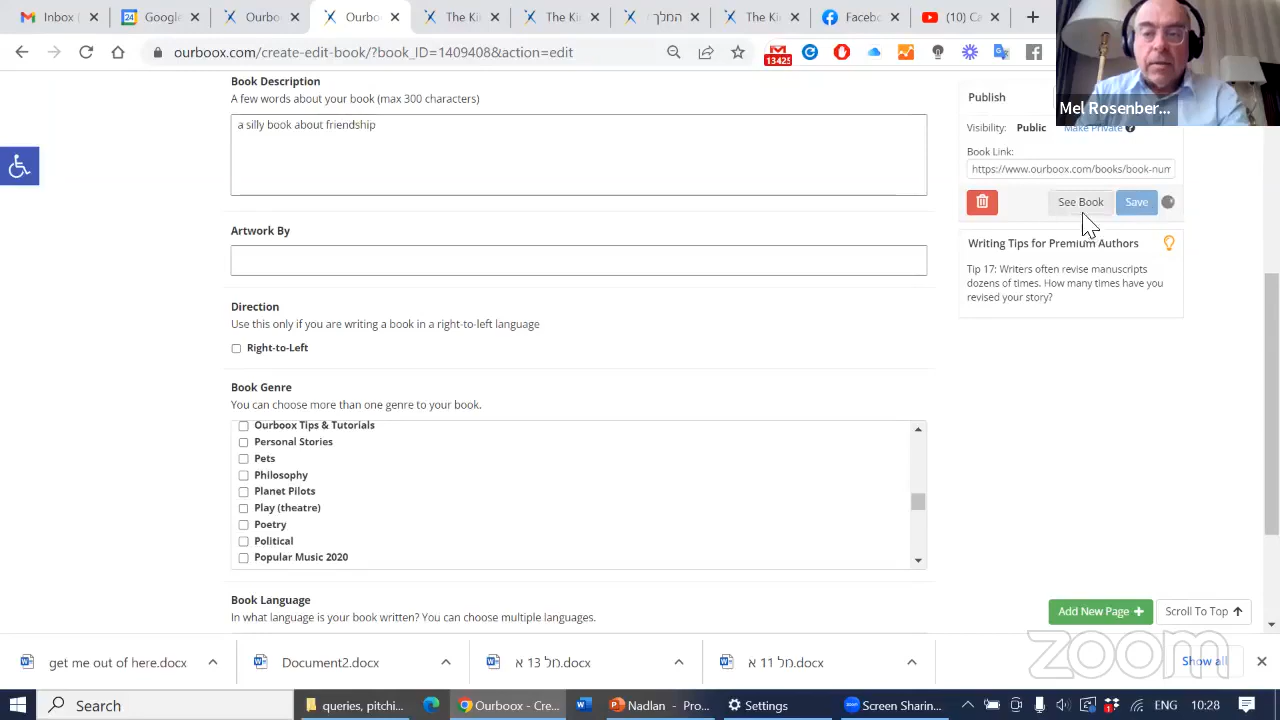 Inbox (
Google
Ourboo
Ourbo
The Kin
The Kin
המלך
The Kin
Faceb
(10) Ca
ourboox.com/create-edit-book/?book_ID=1409408&action=edit
13425
Mel Rosenber...
Book Description
A few words about your book (max 300 characters)
a silly book about friendship
Artwork By
Direction
Use this only if you are writing a book in a right-to-left language
Right-to-Left
Book Genre
You can choose more than one genre to your book.
Ourboox Tips & Tutorials
Personal Stories
Pets
Philosophy
Planet Pilots
Play (theatre)
Poetry
Political
Popular Music 2020
Book Language
In what language is your book written? You can choose multiple languages.
Publish
Visibility: Public Make Private
Book Link:
https://www.ourboox.com/books/book-num
See Book Save
Writing Tips for Premium Authors
Tip 17: Writers often revise manuscripts
dozens of times. How many times have you
revised your story?
Add New Page + Scroll To Top
zoom
get me out of here.docx
Document2.docx
מל 13 א.docx
מל 11 א.docx
Show all
Search
queries, pitchi
Ourboox - Cre...
Nadlan - Pro...
Settings
Screen Sharing...
ENG
10:28